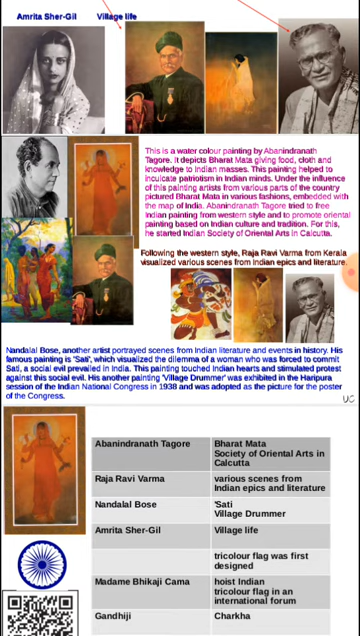 Amrita Sher-Gil Village life
This is a water colour painting by Abanindranath
Tagore. It depicts Bharat Mata giving food, cloth and
knowledge to Indian masses. This painting helped to
inculcate patriotism in Indian minds. Under the influence
of this painting artists from various parts of the country
pictured Bharat Mata in various fashions, embedded with
the map of India. Abanindranath Tagore tried to free
Indian painting from western style and to promote oriental
painting based on Indian culture and tradition. For this,
he started Indian Society of Oriental Arts in Calcutta.
Following the western style, Raja Ravi Varma from Kerala
visualized various scenes from Indian epics and literature.
Nandalal Bose, another artist portrayed scenes from Indian literature and events in history. His
famous painting is 'Sati', which visualized the dilemma of a woman who was forced to commit
Sati, a social evil prevailed in India. This painting touched Indian hearts and stimulated protest
against this social evil. His another painting 'Village Drummer' was exhibited in the Haripura
session of the Indian National Congress in 1938 and was adopted as the picture for the poster
of the Congress.
UC
Abanindranath Tagore Bharat Mata
Society of Oriental Arts in
Calcutta
Raja Ravi Varma various scenes from
Indian epics and literature
Nandalal Bose 'Sati
Village Drummer
Amrita Sher-Gil Village life
tricolour flag was first
designed
Madame Bhikaji Cama hoist Indian
tricolour flag in an
international forum
Gandhiji Charkha